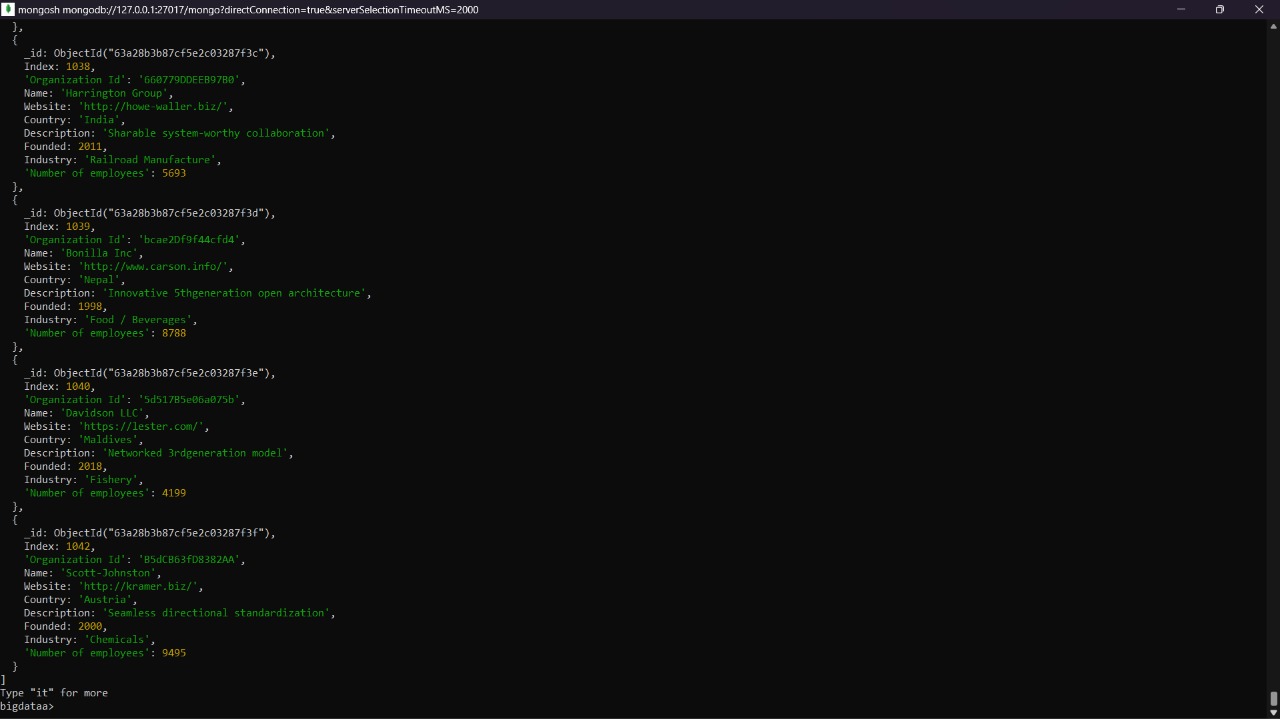 mongosh mongodb://127.0.0.1:27017/mongo?directConnection=true&serverSelectionTimeoutMS=2000
},
{
_id: ObjectId("63a28b3b87cf5e2c03287f3c"),
Index: 1038,
'Organization Id': '660779DDEEB97B0',
Name: 'Harrington Group',
Website: 'http://howe-waller.biz/',
Country: 'India',
Description: 'Sharable system-worthy collaboration',
Founded: 2011,
Industry: 'Railroad Manufacture',
'Number of employees': 5693
},
{
_id: ObjectId("63a28b3b87cf5e2c03287f3d"),
Index: 1039,
'Organization Id': 'bcae2Df9f44cfd4',
Name: 'Bonilla Inc',
Website: 'http://www.carson.info/',
Country: 'Nepal',
Description: 'Innovative 5thgeneration open architecture',
Founded: 1998,
Industry: 'Food / Beverages',
'Number of employees': 8788
},
{
_id: ObjectId("63a28b3b87cf5e2c03287f3e"),
Index: 1040,
'Organization Id': '5d517B5e06a075b',
Name: 'Davidson LLC',
Website: 'https://lester.com/',
Country: 'Maldives',
Description: 'Networked 3rdgeneration model',
Founded: 2018,
Industry: 'Fishery',
'Number of employees': 4199
},
{
_id: ObjectId("63a28b3b87cf5e2c03287f3f"),
Index: 1042,
'Organization Id': 'B5dCB63fD8382AA',
Name: 'Scott-Johnston',
Website: 'http://kramer.biz/',
Country: 'Austria',
Description: 'Seamless directional standardization',
Founded: 2000,
Industry: 'Chemicals',
'Number of employees': 9495
}
]
Type "it" for more
bigdataa>